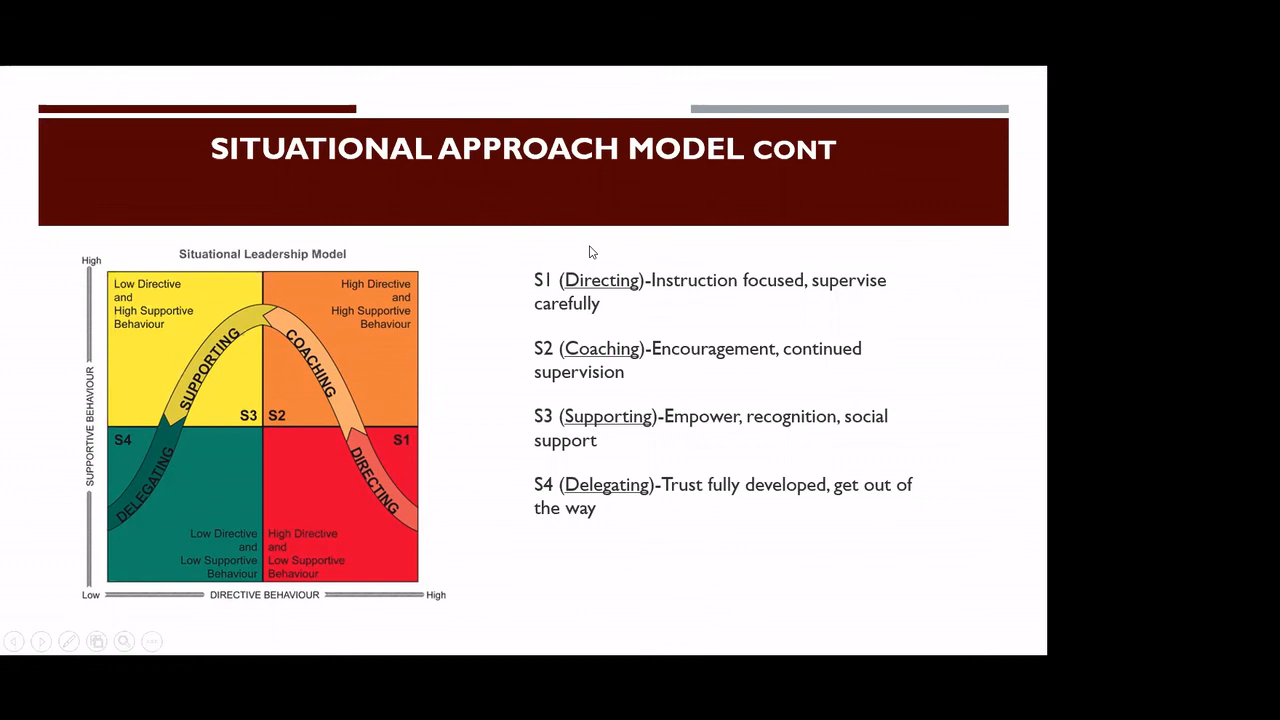 SITUATIONAL APPROACH MODEL CONT
Situational Leadership Model
High
Low Directive
and
High Supportive
Behaviour
High Directive
and
High Supportive
Behaviour
SUPPORTING
COACHING
S3
S2
SUPPORTIVE BEHAVIOUR
S4
S1
DELEGATING
DIRECTING
Low Directive
and
Low Supportive
Behaviour
High Directive
and
Low Supportive
Behaviour
Low
DIRECTIVE BEHAVIOUR
High
S1 (Directing)-Instruction focused, supervise
carefully
S2 (Coaching)-Encouragement, continued
supervision
S3 (Supporting)-Empower, recognition, social
support
S4 (Delegating)-Trust fully developed, get out of
the way